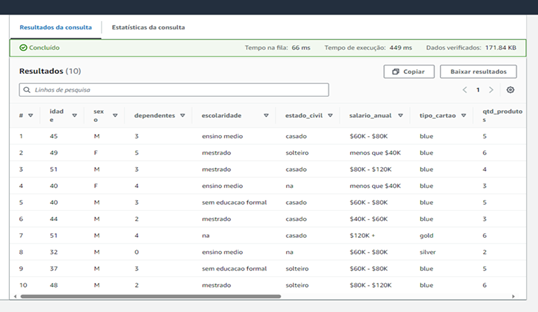 Resultados da consulta Estatísticas da consulta
Concluído Tempo na fila: 66 ms Tempo de execução: 449 ms Dados verificados: 171.84 KB
Resultados (10) Copiar Baixar resultados
Linhas de pesquisa 1
# idade sexo dependentes escolaridade estado_civil salario_anual tipo_cartao qtd_produtos
1 45 M 3 ensino medio casado $60K - $80K blue 5
2 49 F 5 mestrado solteiro menos que $40K blue 6
3 51 M 3 mestrado casado $80K - $120K blue 4
4 40 F 4 ensino medio na menos que $40K blue 3
5 40 M 3 sem educacao formal casado $60K - $80K blue 5
6 44 M 2 mestrado casado $40K - $60K blue 3
7 51 M 4 na casado $120K + gold 6
8 32 M 0 ensino medio na $60K - $80K silver 2
9 37 M 3 sem educacao formal solteiro $60K - $80K blue 5
10 48 M 2 mestrado solteiro $80K - $120K blue 6